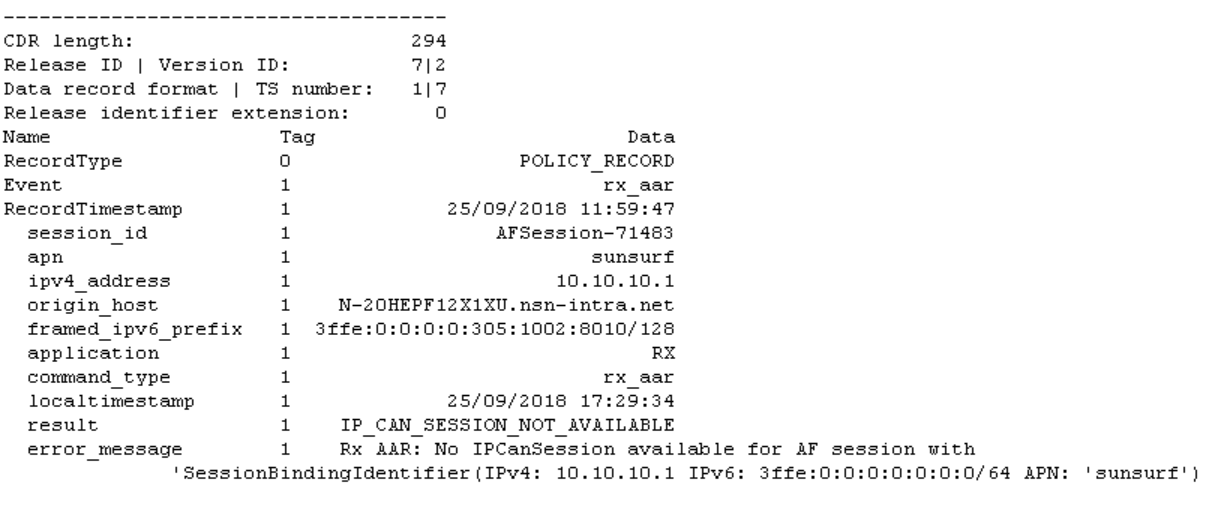 -------------------------------------
CDR length: 294
Release ID | Version ID: 7|2
Data record format | TS number: 1|7
Release identifier extension: 0
Name Tag Data
RecordType 0 POLICY_RECORD
Event 1 rx_aar
RecordTimestamp 1 25/09/2018 11:59:47
session_id 1 AFSession-71483
apn 1 sunsurf
ipv4_address 1 10.10.10.1
origin_host 1 N-20HEPF12X1XU.nsn-intra.net
framed_ipv6_prefix 1 3ffe:0:0:0:0:305:1002:8010/128
application 1 RX
command_type 1 rx_aar
localtimestamp 1 25/09/2018 17:29:34
result 1 IP_CAN_SESSION_NOT_AVAILABLE
error_message 1 Rx AAR: No IPCanSession available for AF session with
'SessionBindingIdentifier(IPv4: 10.10.10.1 IPv6: 3ffe:0:0:0:0:0:0:0/64 APN: 'sunsurf')